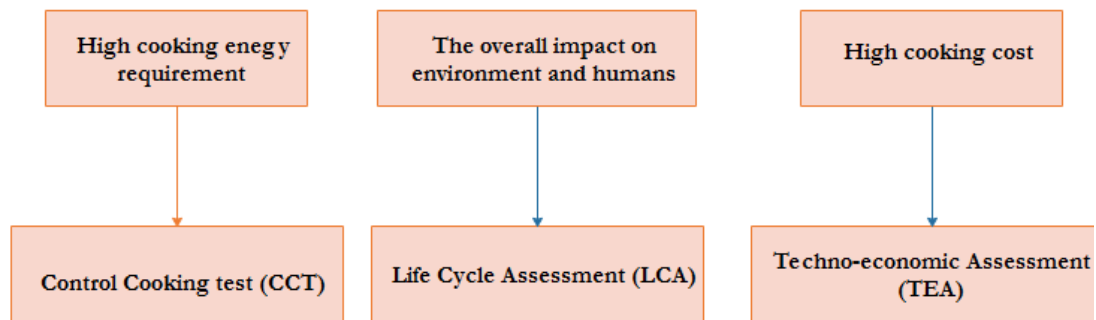 High cooking enegy
requirement
The overall impact on
environment and humans
High cooking cost
Control Cooking test (CCT)
Life Cycle Assessment (LCA)
Techno-economic Assessment
(TEA)